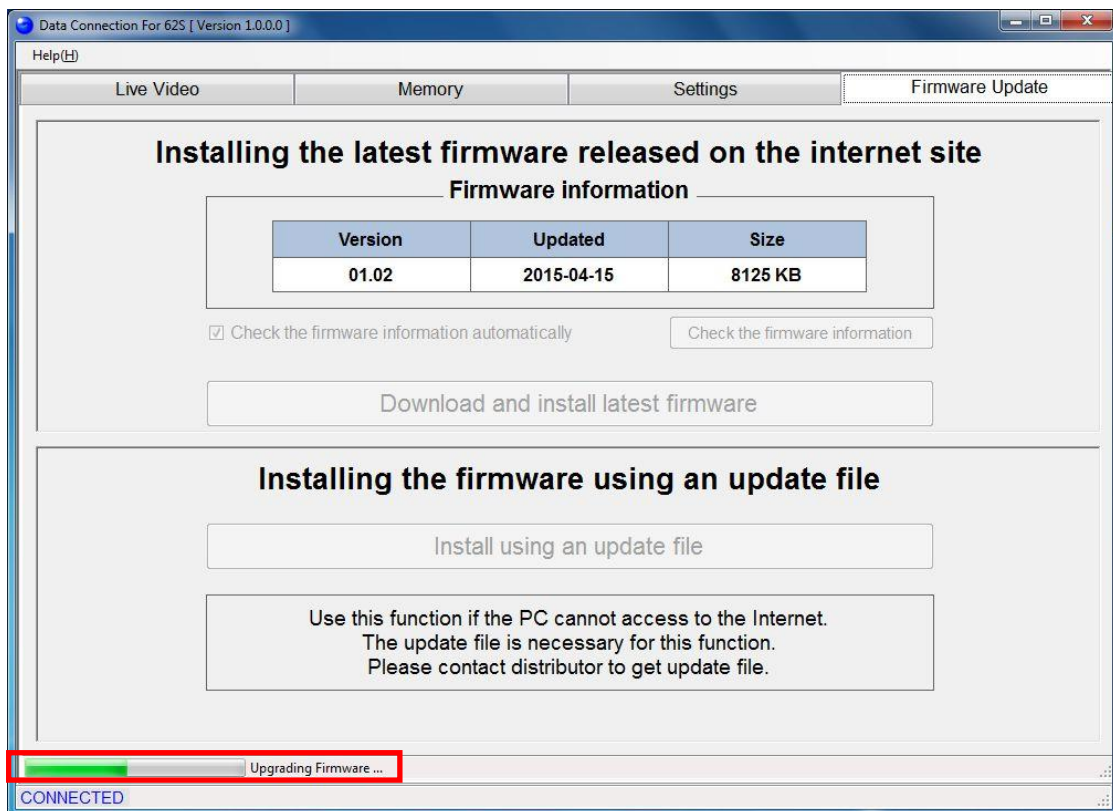 Data Connection For 62S [ Version 1.0.0.0 ]
Help(H)
Live Video Memory Settings Firmware Update
Installing the latest firmware released on the internet site
Firmware information
Version Updated Size
01.02 2015-04-15 8125 KB
Check the firmware information automatically Check the firmware information
Download and install latest firmware
Installing the firmware using an update file
Install using an update file
Use this function if the PC cannot access to the Internet.
The update file is necessary for this function.
Please contact distributor to get update file.
Upgrading Firmware ...
CONNECTED